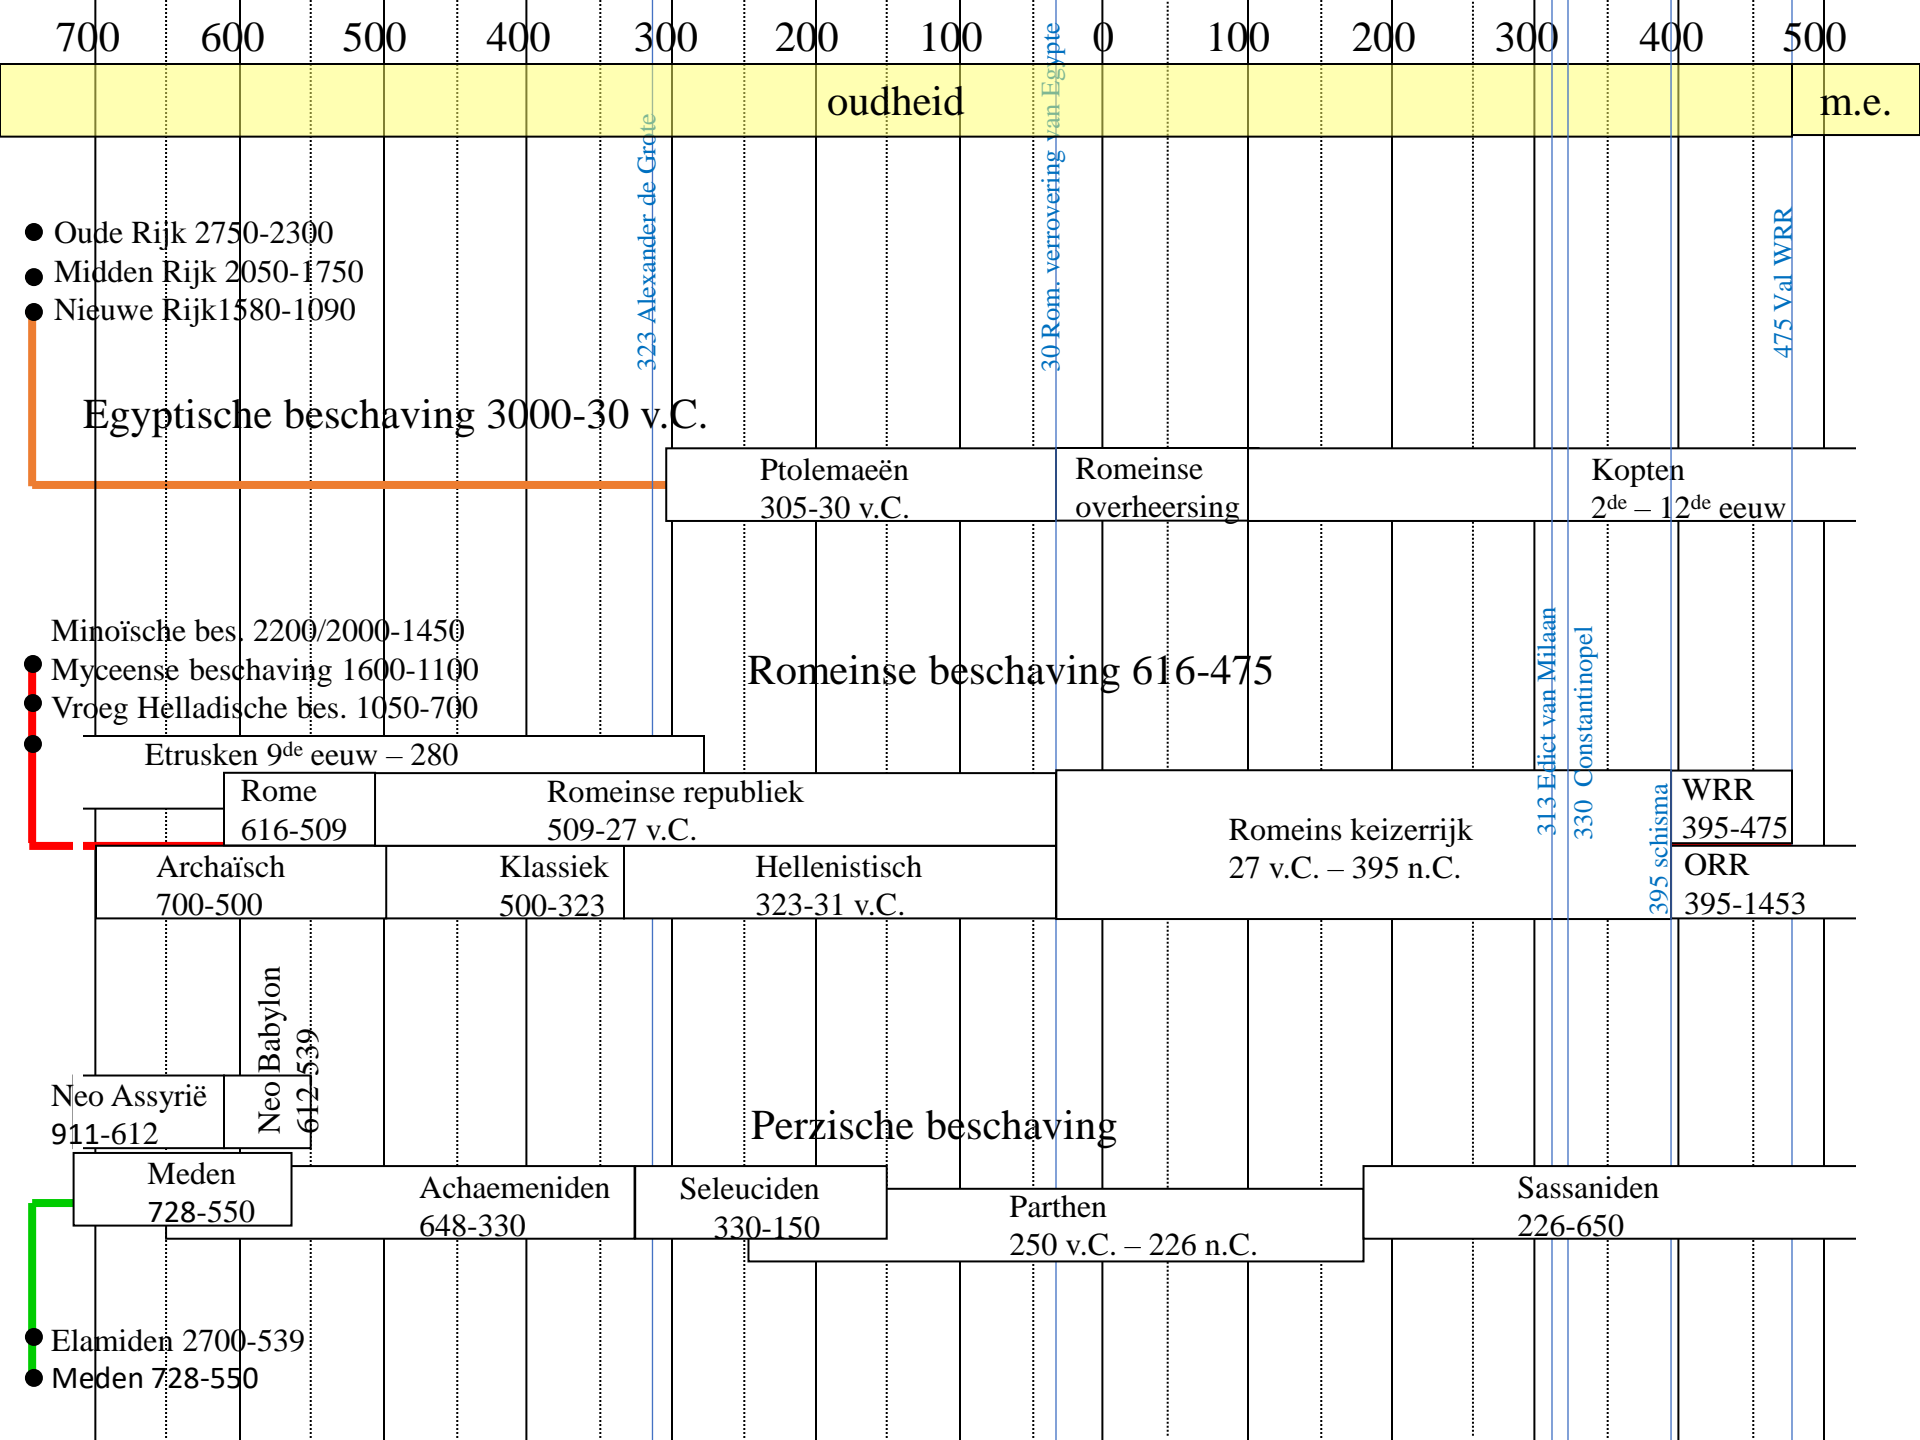 700 600 500 400 300 200 100 0 100 200 300 400 500
oudheid
m.e.
323 Alexander de Grote
30 Rom. verrovering van Egypte
475 Val WRR
Oude Rijk 2750-2300
Midden Rijk 2050-1750
Nieuwe Rijk1580-1090
Egyptische beschaving 3000-30 v.C.
Ptolemaeën
305-30 v.C.
Romeinse
overheersing
Kopten
2de – 12de eeuw
Minoïsche bes. 2200/2000-1450
Myceense beschaving 1600-1100
Vroeg Helladische bes. 1050-700
Romeinse beschaving 616-475
313 Edict van Milaan
330 Constantinopel
395 schisma
Etrusken 9de eeuw – 280
Rome
616-509
Romeinse republiek
509-27 v.C.
Romeins keizerrijk
27 v.C. – 395 n.C.
WRR
395-475
Archaïsch
700-500
Klassiek
500-323
Hellenistisch
323-31 v.C.
ORR
395-1453
Neo Assyrië
911-612
Neo Babylon
612-539
Perzische beschaving
Meden
728-550
Achaemeniden
648-330
Seleuciden
330-150
Parthen
250 v.C. – 226 n.C.
Sassaniden
226-650
Elamiden 2700-539
Meden 728-550